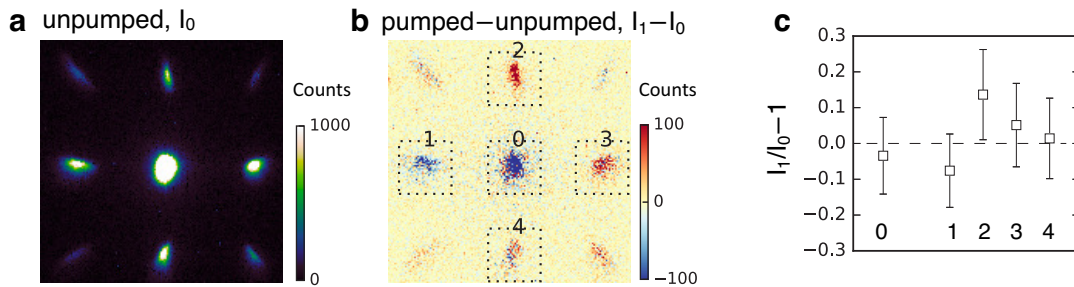 a unpumped, I₀
Counts
1000
0
b pumped−unpumped, I₁−I₀
2
1
0
3
4
Counts
100
0
−100
c
I₁/I₀−1
0.3
0.2
0.1
0.0
−0.1
−0.2
−0.3
0 1 2 3 4